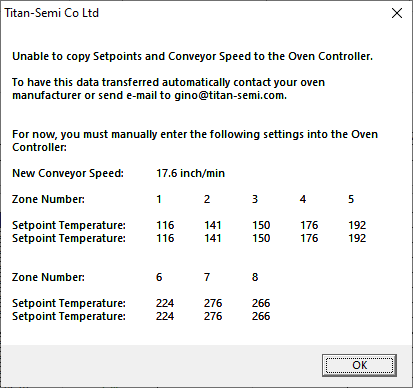 Titan-Semi Co Ltd
Unable to copy Setpoints and Conveyor Speed to the Oven Controller.
To have this data transferred automatically contact your oven
manufacturer or send e-mail to gino@titan-semi.com.
For now, you must manually enter the following settings into the Oven
Controller:
New Conveyor Speed: 17.6 inch/min
Zone Number: 1 2 3 4 5
Setpoint Temperature: 116 141 150 176 192
Setpoint Temperature: 116 141 150 176 192
Zone Number: 6 7 8
Setpoint Temperature: 224 276 266
Setpoint Temperature: 224 276 266
OK